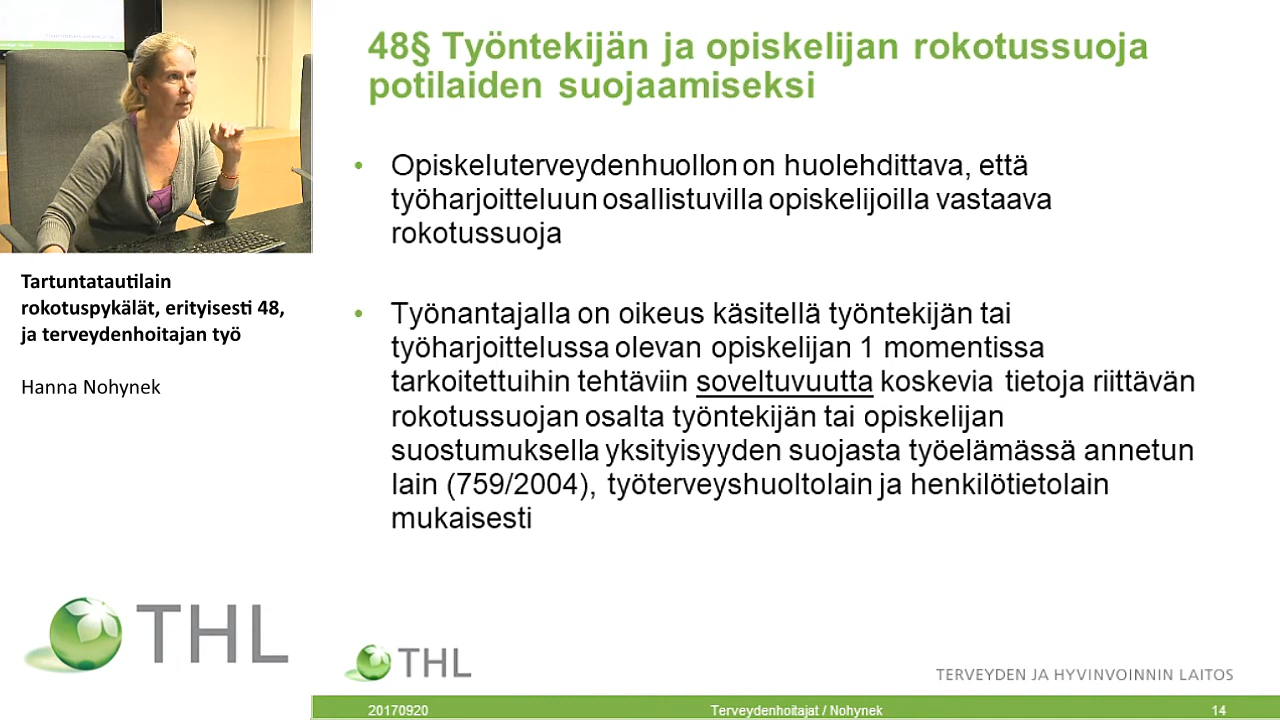 48§ Työntekijän ja opiskelijan rokotussuoja
potilaiden suojaamiseksi
• Opiskeluterveydenhuollon on huolehdittava, että
työharjoitteluun osallistuvilla opiskelijoilla vastaava
rokotussuoja
• Työnantajalla on oikeus käsitellä työntekijän tai
työharjoittelussa olevan opiskelijan 1 momentissa
tarkoitettuihin tehtäviin soveltuvuutta koskevia tietoja riittävän
rokotussuojan osalta työntekijän tai opiskelijan
suostumuksella yksityisyyden suojasta työelämässä annetun
lain (759/2004), työterveyshuoltolain ja henkilötietolain
mukaisesti
Tartuntatautilain
rokotuspykälät, erityisesti 48,
ja terveydenhoitajan työ
Hanna Nohynek
THL
THL
TERVEYDEN JA HYVINVOINNIN LAITOS
20170920
Terveydenhoitajat / Nohynek
14